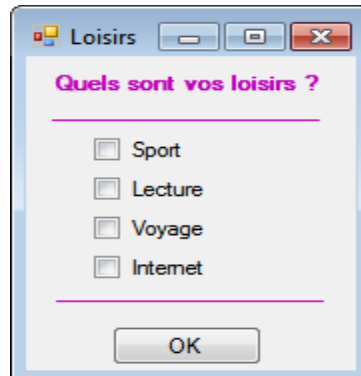 Loisirs
Quels sont vos loisirs ?
Sport
Lecture
Voyage
Internet
OK